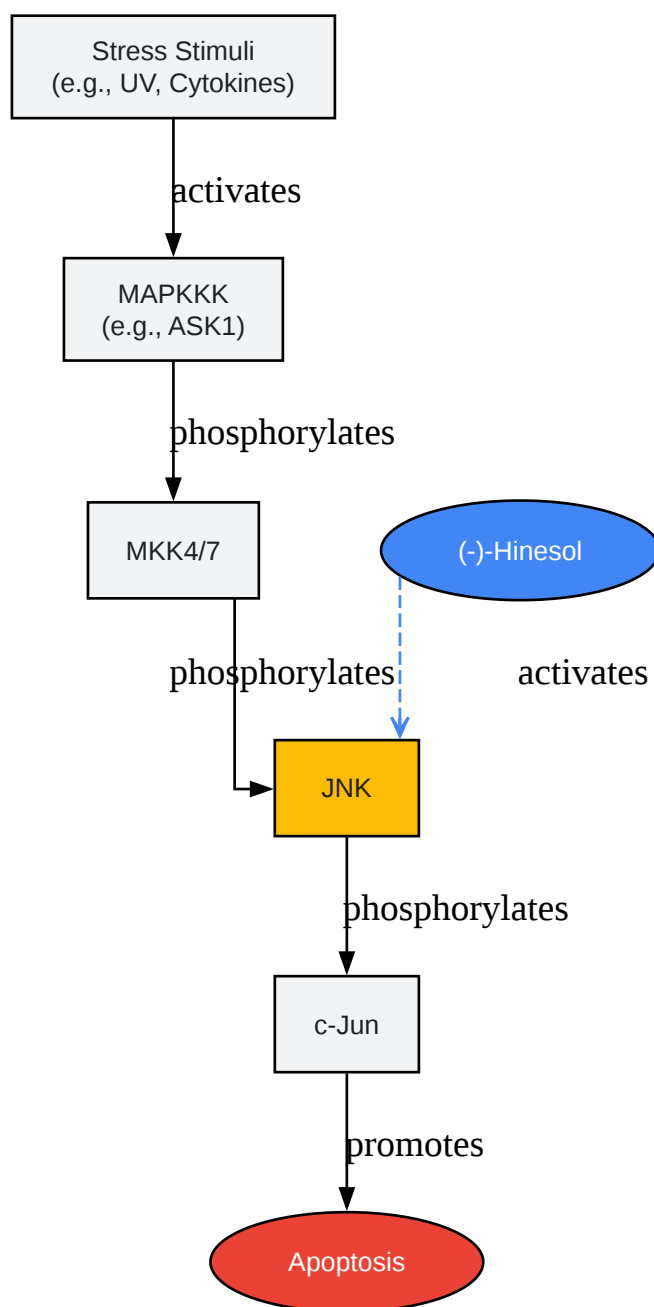 Stress Stimuli
(e.g., UV, Cytokines)
activates
MAPKKK
(e.g., ASK1)
phosphorylates
MKK4/7
(-)-Hinesol
phosphorylates
activates
JNK
phosphorylates
c-Jun
promotes
Apoptosis